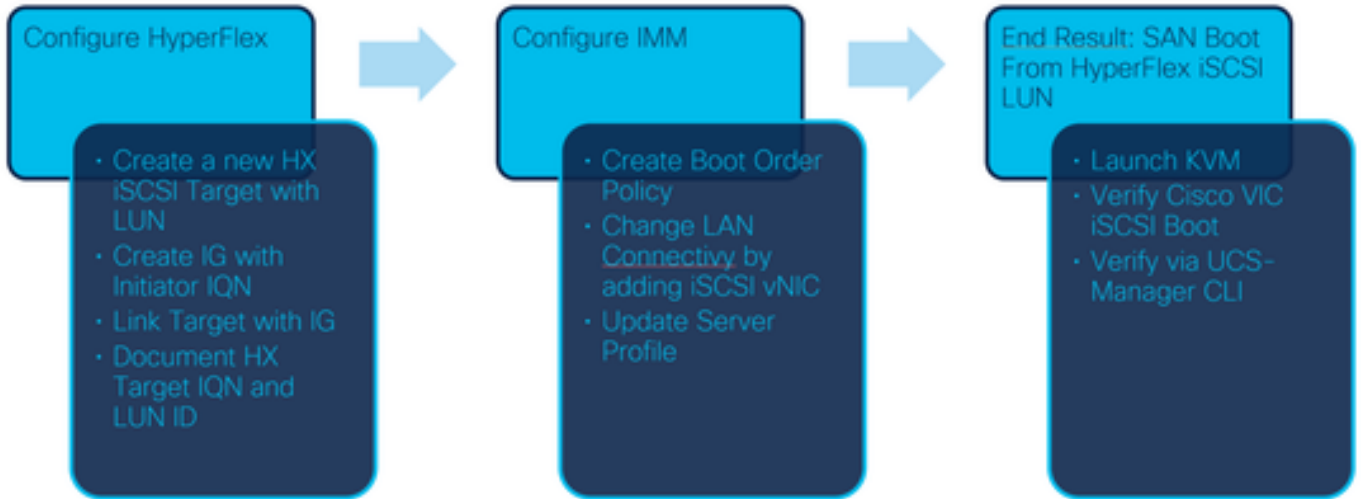 Configure HyperFlex
• Create a new HX
iSCSI Target with
LUN
• Create IG with
Initiator IQN
• Link Target with IG
• Document HX
Target IQN and
LUN ID
Configure IMM
• Create Boot Order
Policy
• Change LAN
Connectivy by
adding iSCSI vNIC
• Update Server
Profile
End Result: SAN Boot
From HyperFlex iSCSI
LUN
• Launch KVM
• Verify Cisco VIC
iSCSI Boot
• Verify via UCS-
Manager CLI